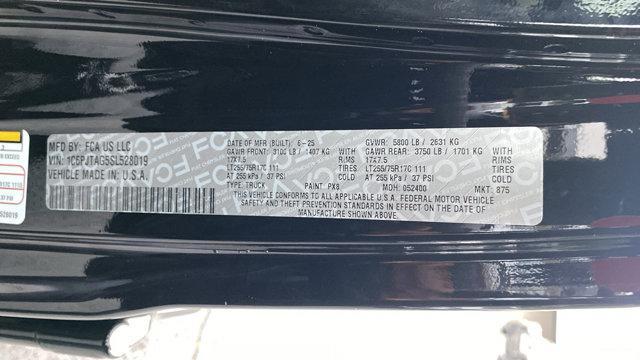 MFD BY: FCA US LLC
VIN: 1C6PJTAG5SL528019
VEHICLE MADE IN: U.S.A.
DATE OF MFR (BUILT): 6-25 GVWR: 5800 LB / 2631 KG
GAWR FRONT: 3100 LB / 1407 KG WITH GAWR REAR: 3750 LB / 1701 KG WITH
17X7.5 RIMS 17X7.5 RIMS
LT255/75R17C 111 TIRES LT255/75R17C 111 TIRES
AT 255 kPa / 37 PSI COLD AT 255 kPa / 37 PSI COLD
TYPE: TRUCK PAINT: PX8 MDH: 052400 MKT: 875
THIS VEHICLE CONFORMS TO ALL APPLICABLE U.S.A. FEDERAL MOTOR VEHICLE
SAFETY AND THEFT PREVENTION STANDARDS IN EFFECT ON THE DATE OF
MANUFACTURE SHOWN ABOVE.